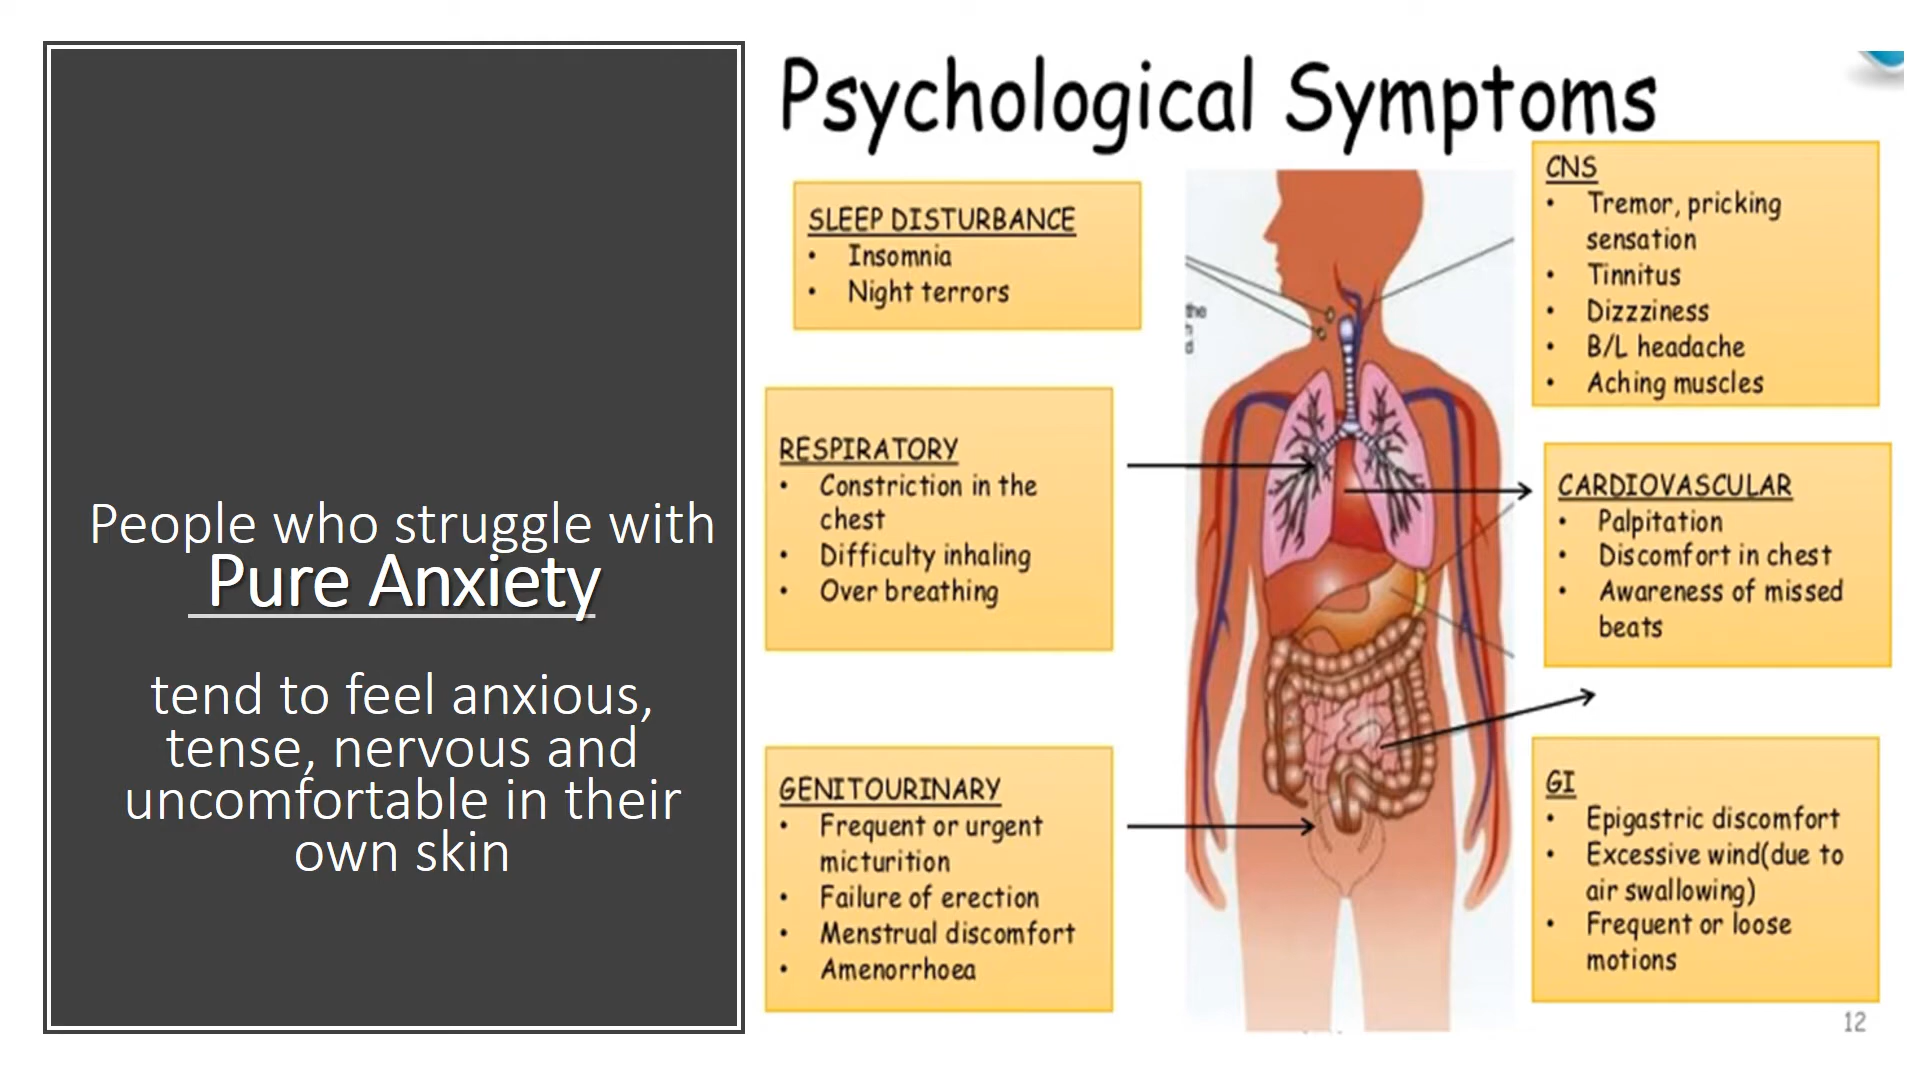 People who struggle with
Pure Anxiety
tend to feel anxious,
tense, nervous and
uncomfortable in their
own skin
Psychological Symptoms
SLEEP DISTURBANCE
• Insomnia
• Night terrors
RESPIRATORY
• Constriction in the
chest
• Difficulty inhaling
• Over breathing
GENITOURINARY
• Frequent or urgent
micturition
• Failure of erection
• Menstrual discomfort
• Amenorrhoea
the
CNS
• Tremor, pricking
sensation
• Tinnitus
• Dizzziness
• B/L headache
• Aching muscles
CARDIOVASCULAR
• Palpitation
• Discomfort in chest
• Awareness of missed
beats
GI
• Epigastric discomfort
• Excessive wind(due to
air swallowing)
• Frequent or loose
motions
12